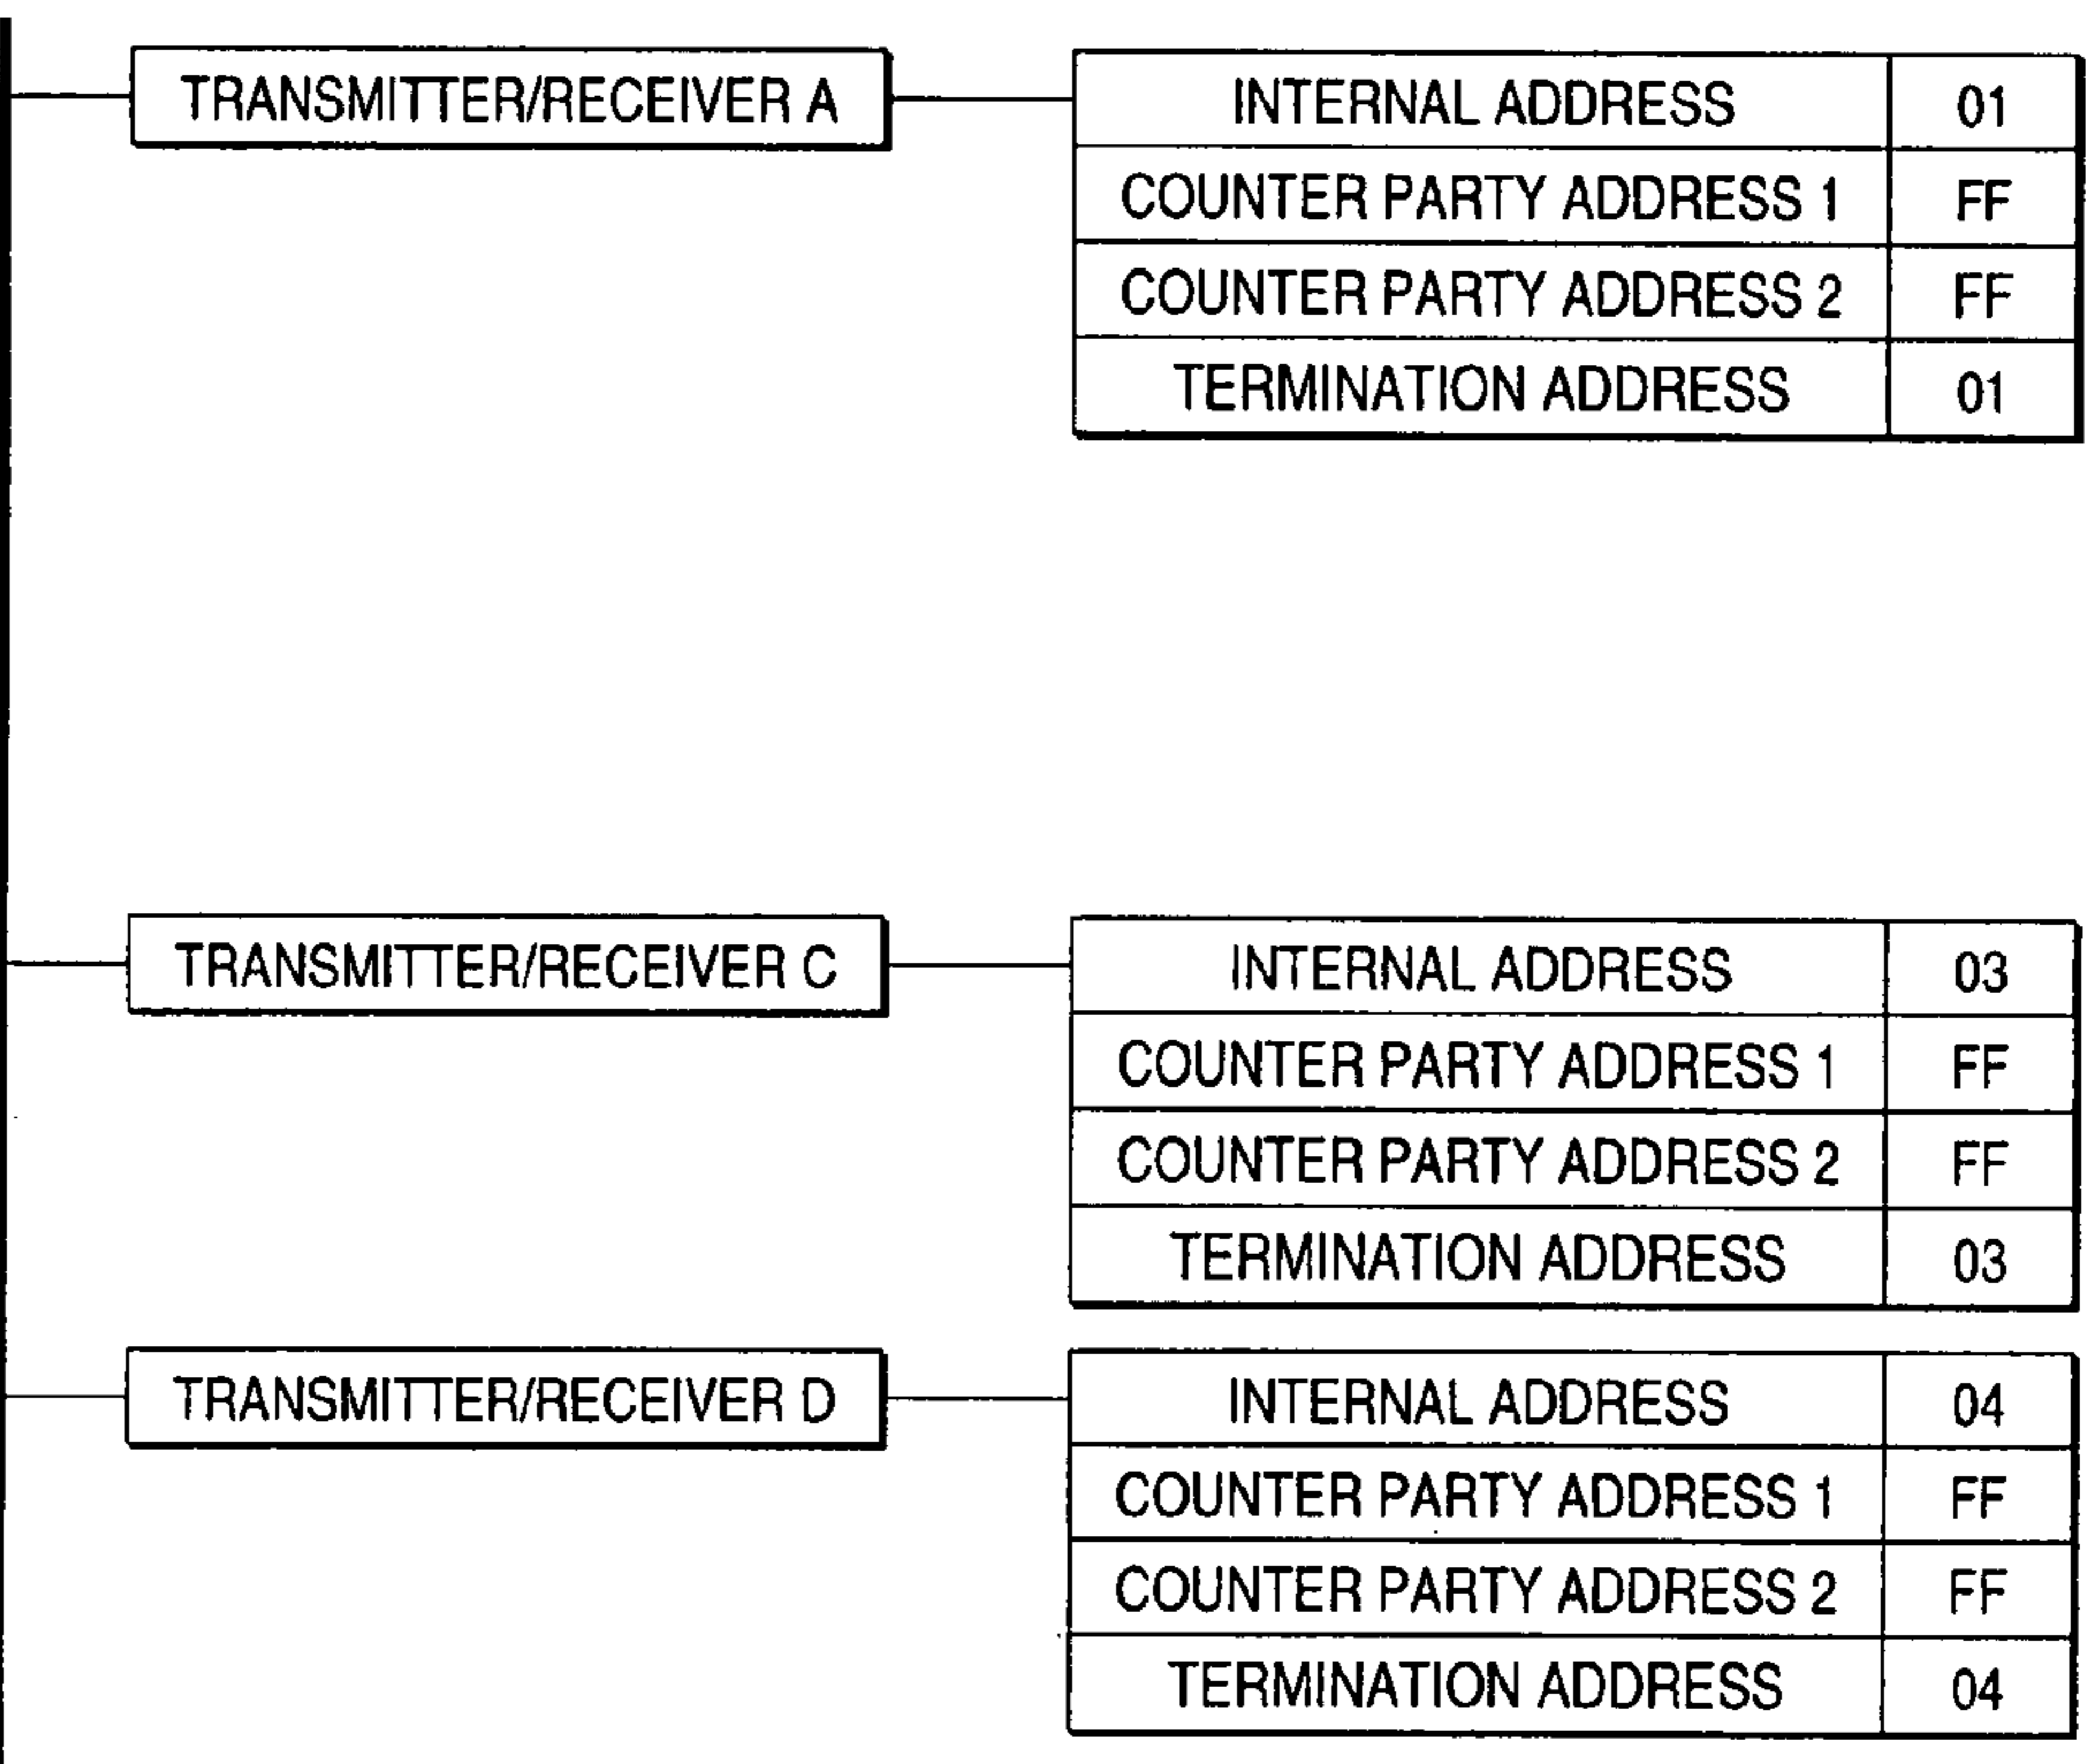 TRANSMITTER/RECEIVER A
INTERNAL ADDRESS 01
COUNTER PARTY ADDRESS 1 FF
COUNTER PARTY ADDRESS 2 FF
TERMINATION ADDRESS 01
TRANSMITTER/RECEIVER C
INTERNAL ADDRESS 03
COUNTER PARTY ADDRESS 1 FF
COUNTER PARTY ADDRESS 2 FF
TERMINATION ADDRESS 03
TRANSMITTER/RECEIVER D
INTERNAL ADDRESS 04
COUNTER PARTY ADDRESS 1 FF
COUNTER PARTY ADDRESS 2 FF
TERMINATION ADDRESS 04